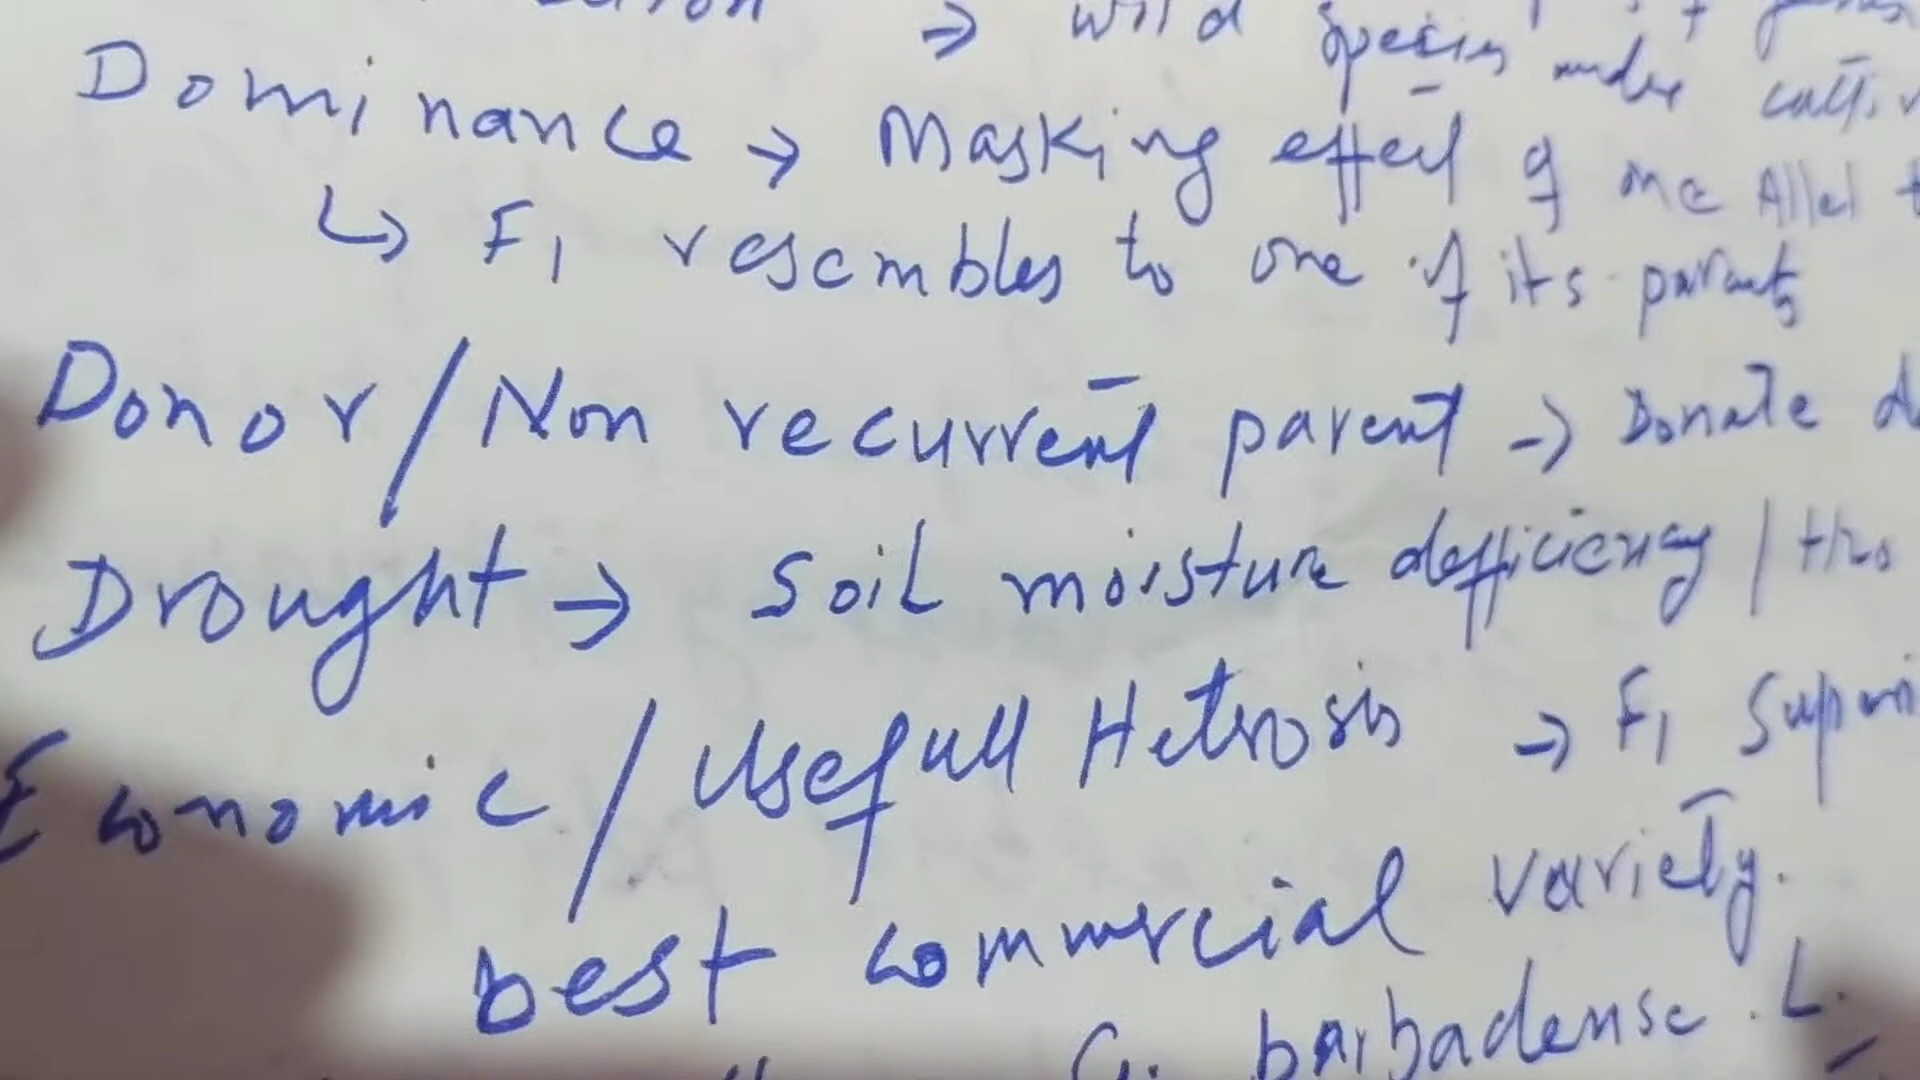 → wild species under
Dominance → Masking effect of one Allel
↳ F1 resembles to one of its parents
Donor / Non recurrent parent → Donate
Drought → Soil moisture defficiency /
Economic / Usefull Hetrosis → F1
best commercial variety.
G. barbadense L.